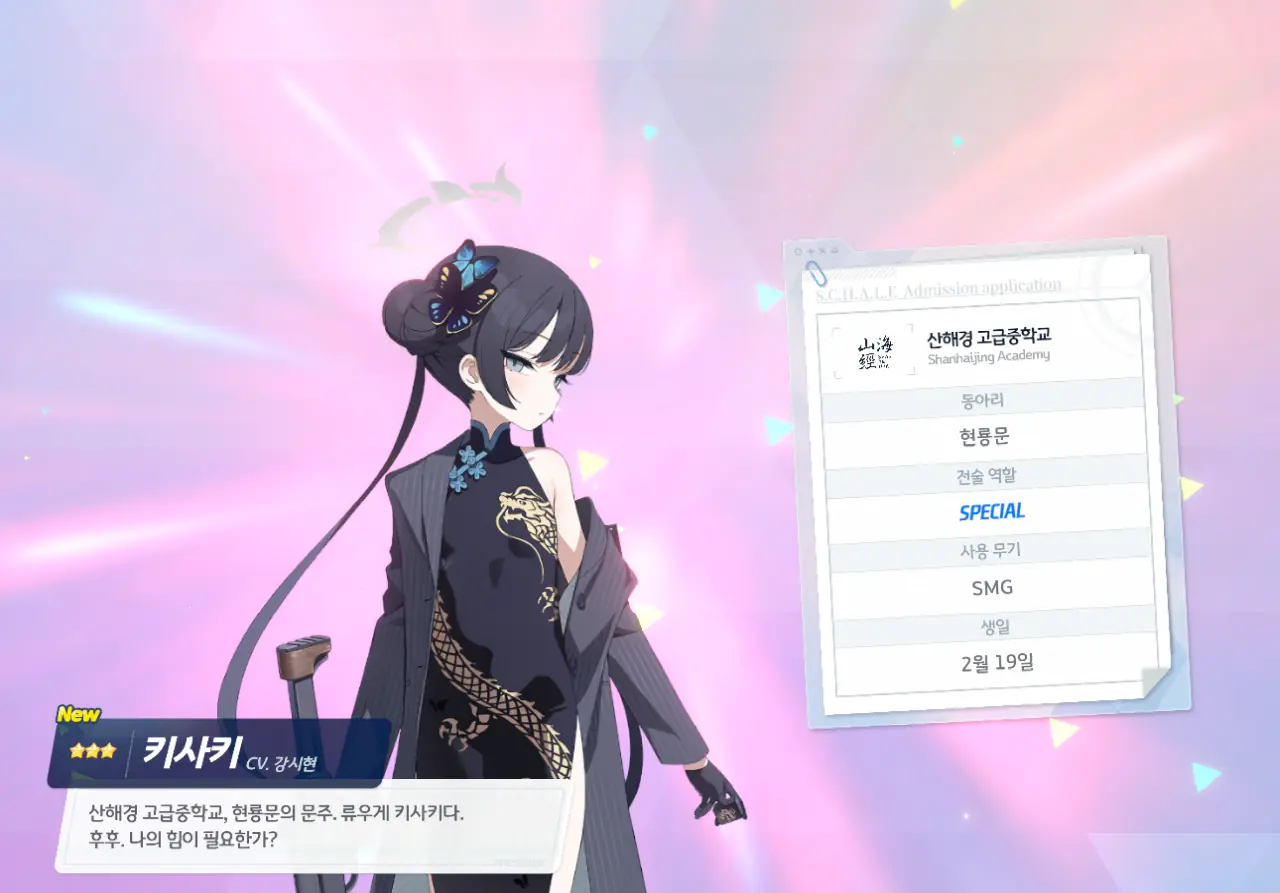 New
키사키 CV. 강시현
산해경 고급중학교, 현룡문의 문주. 류우게 키사키다.
후후. 나의 힘이 필요한가?
S.C.H.A.L.E Admission application
山海
經
산해경 고급중학교
Shanhaijing Academy
동아리
현룡문
전술 역할
SPECIAL
사용 무기
SMG
생일
2월 19일